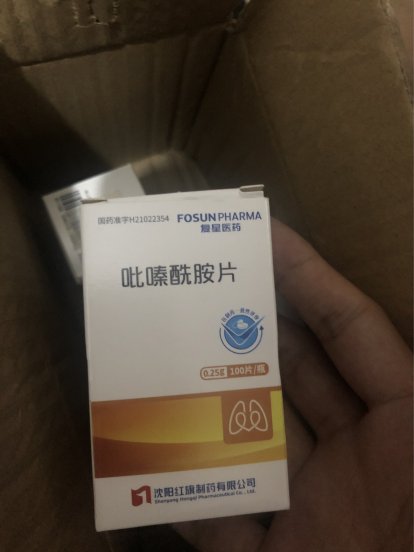 国药准字H21022354
FOSUN PHARMA
复星医药
吡嗪酰胺片
0.25g 100片/瓶
沈阳红旗制药有限公司
Shenyang Hongqi Pharmaceutical Co., Ltd.